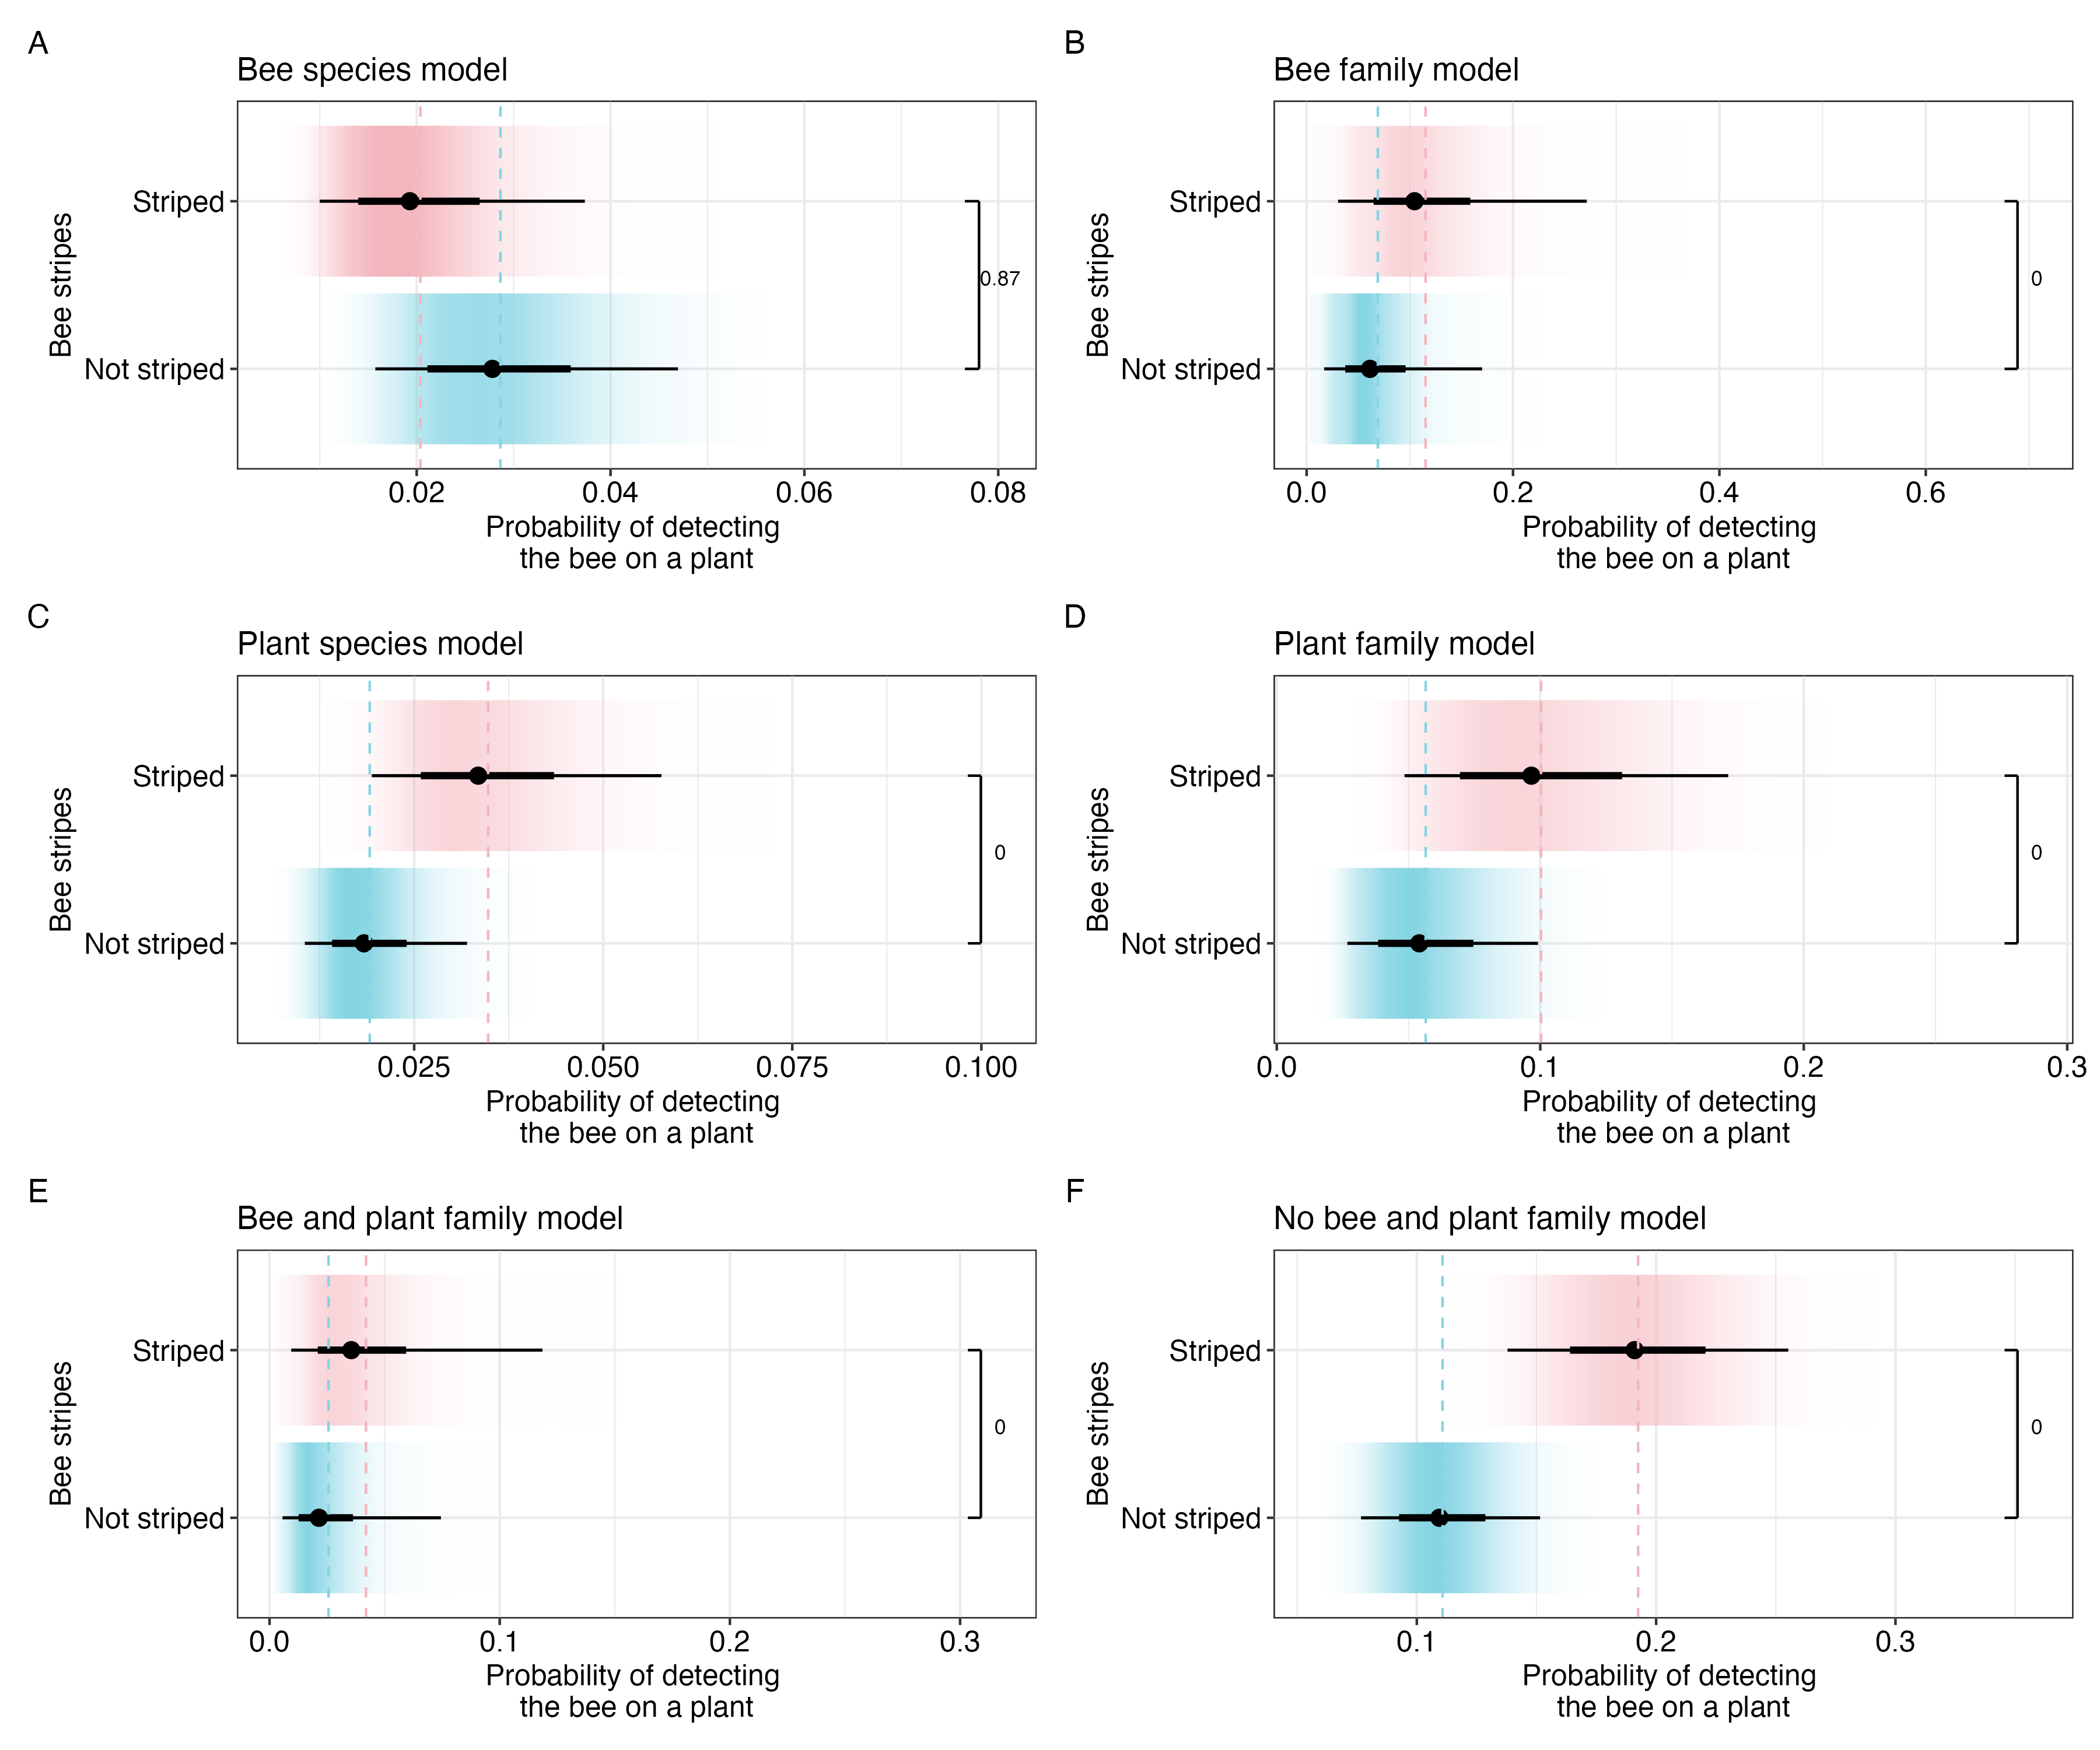 A
Bee species model
Bee stripes
Striped
Not striped
0.87
0.02 0.04 0.06 0.08
Probability of detecting
the bee on a plant
B
Bee family model
Bee stripes
Striped
Not striped
0
0.0 0.2 0.4 0.6
Probability of detecting
the bee on a plant
C
Plant species model
Bee stripes
Striped
Not striped
0
0.025 0.050 0.075 0.100
Probability of detecting
the bee on a plant
D
Plant family model
Bee stripes
Striped
Not striped
0
0.0 0.1 0.2 0.3
Probability of detecting
the bee on a plant
E
Bee and plant family model
Bee stripes
Striped
Not striped
0
0.0 0.1 0.2 0.3
Probability of detecting
the bee on a plant
F
No bee and plant family model
Bee stripes
Striped
Not striped
0
0.1 0.2 0.3
Probability of detecting
the bee on a plant